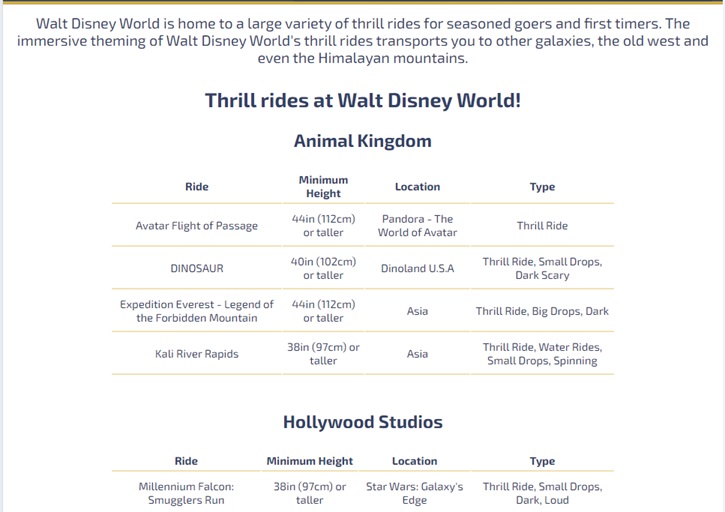 Walt Disney World is home to a large variety of thrill rides for seasoned goers and first timers. The
immersive theming of Walt Disney World's thrill rides transports you to other galaxies, the old west and
even the Himalayan mountains.
Thrill rides at Walt Disney World!
Animal Kingdom
Ride Minimum Height Location Type
Avatar Flight of Passage 44in (112cm) or taller Pandora - The World of Avatar Thrill Ride
DINOSAUR 40in (102cm) or taller Dinoland U.S.A Thrill Ride, Small Drops, Dark Scary
Expedition Everest - Legend of the Forbidden Mountain 44in (112cm) or taller Asia Thrill Ride, Big Drops, Dark
Kali River Rapids 38in (97cm) or taller Asia Thrill Ride, Water Rides, Small Drops, Spinning
Hollywood Studios
Ride Minimum Height Location Type
Millennium Falcon: Smugglers Run 38in (97cm) or taller Star Wars: Galaxy's Edge Thrill Ride, Small Drops, Dark, Loud